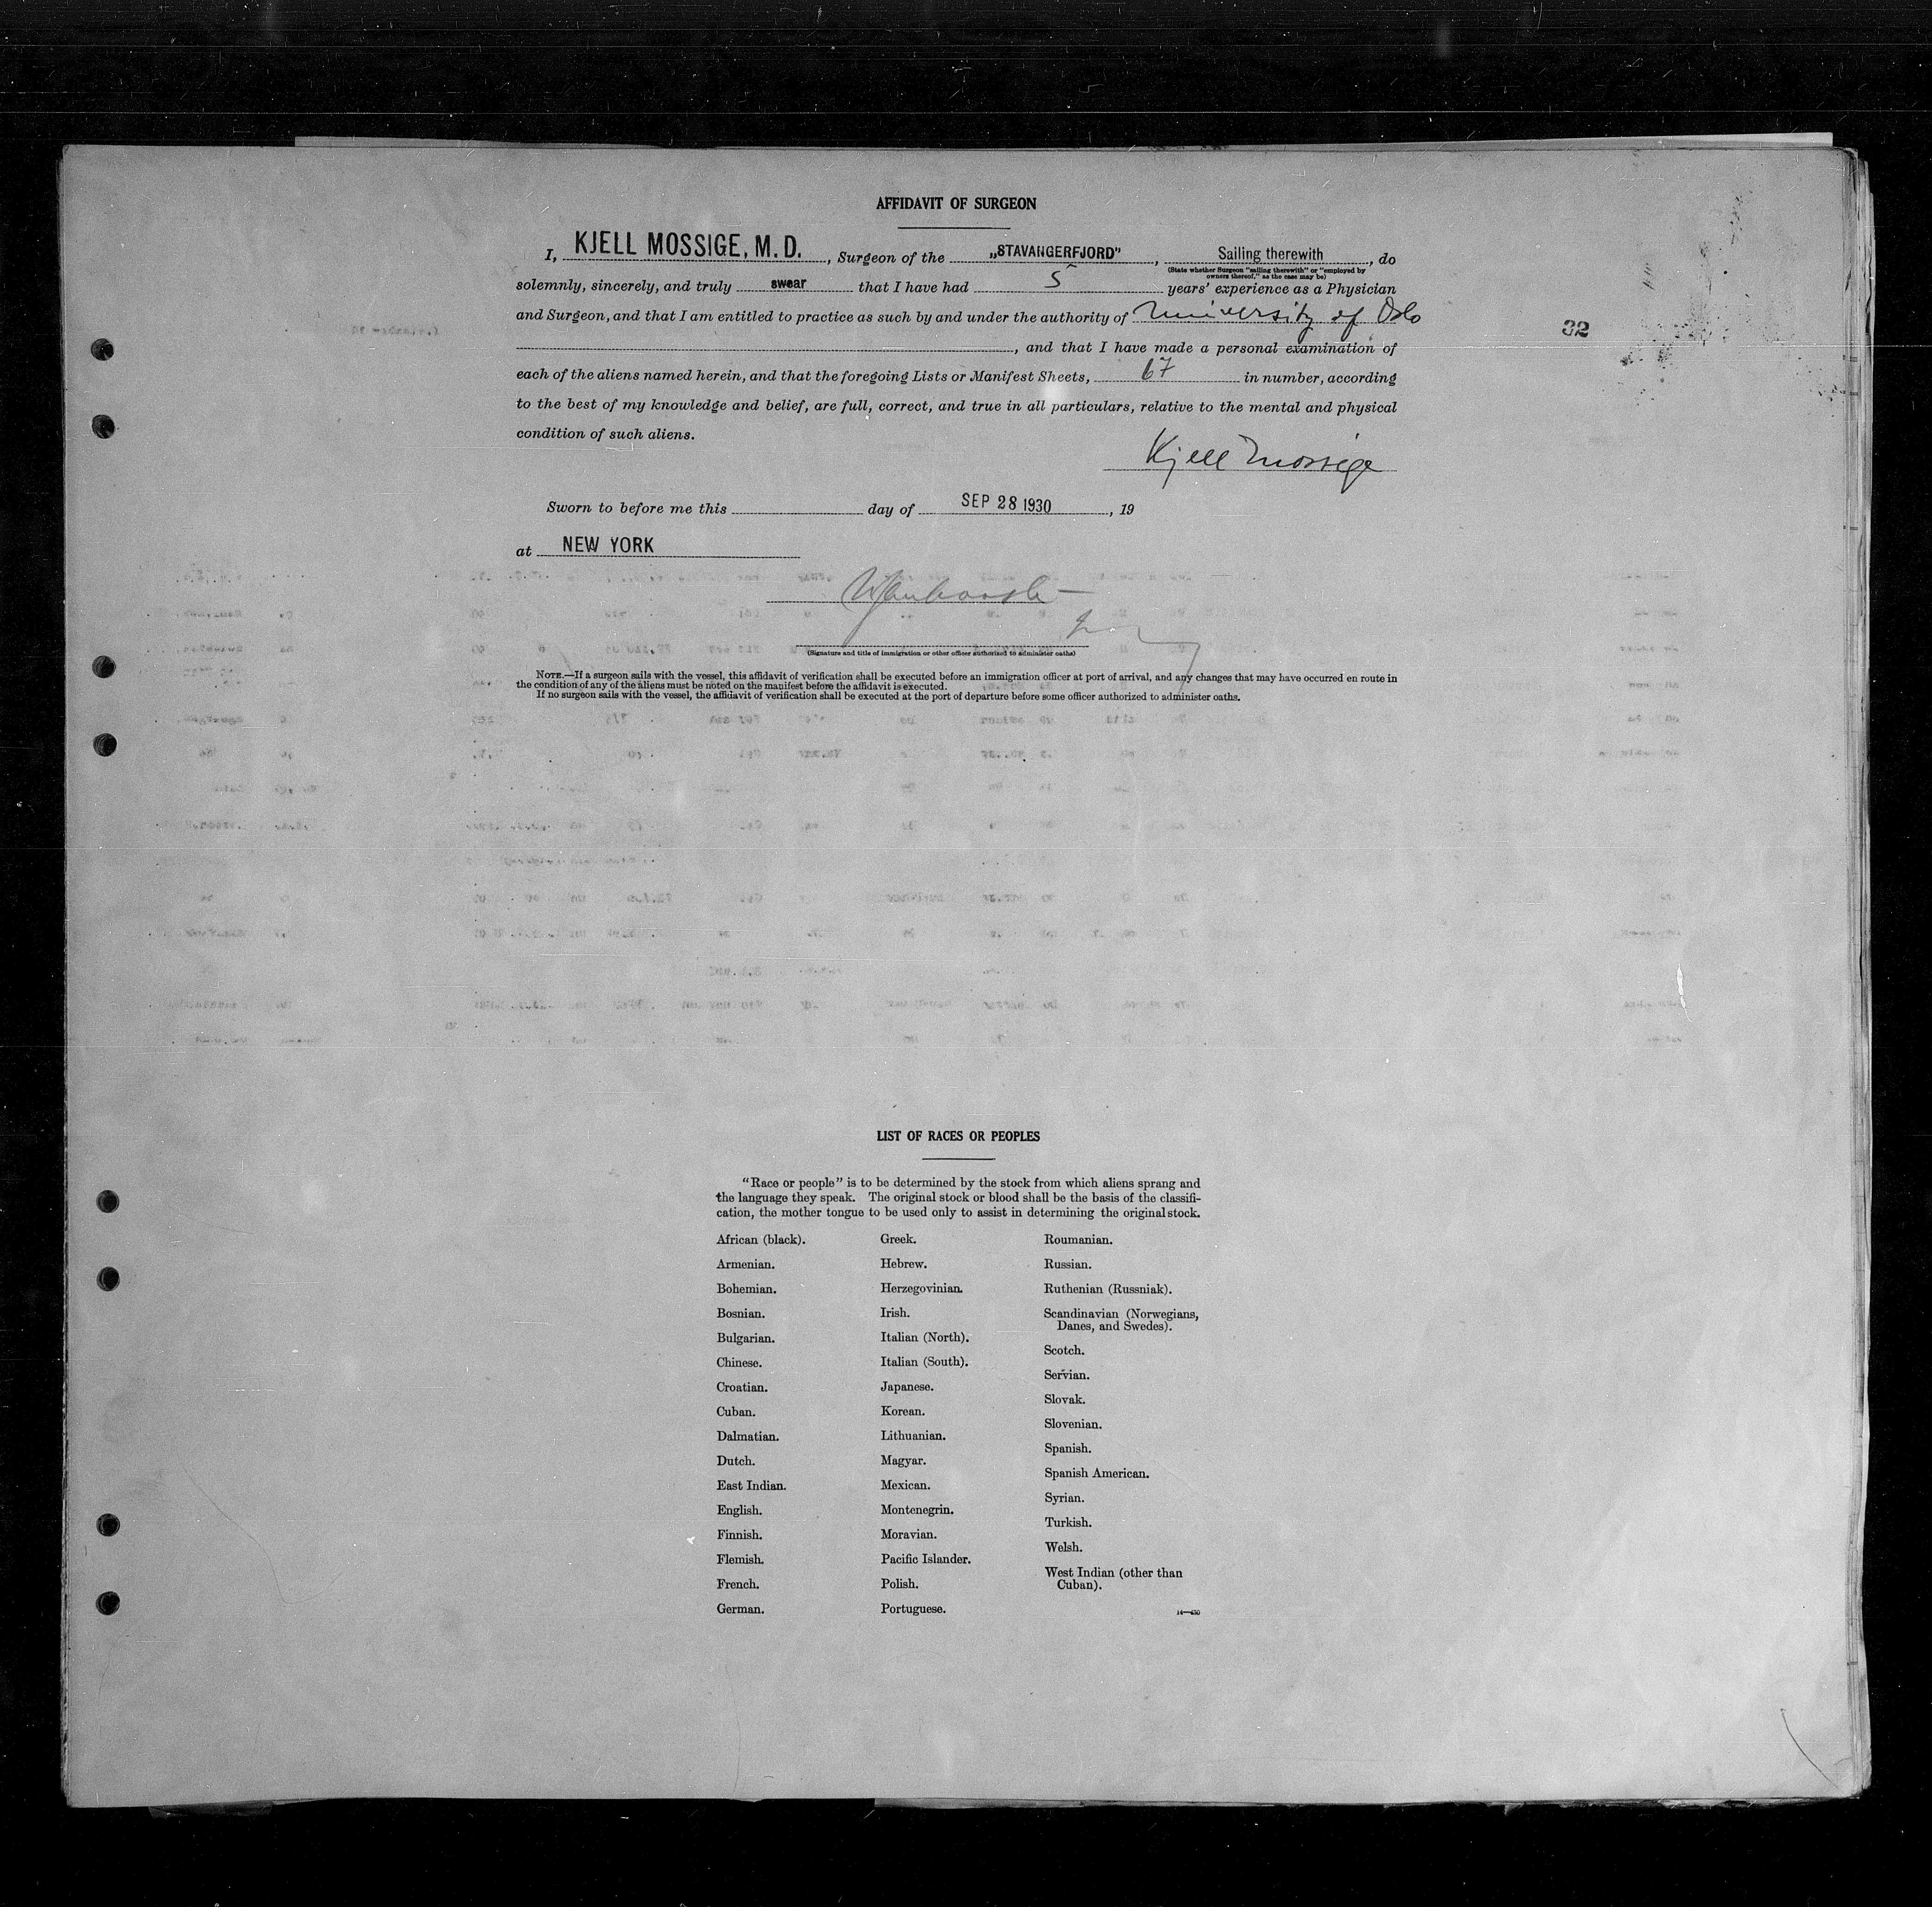 AFFIDAVIT OF SURGEON
I, KJELL MOSSIGE, M.D. , Surgeon of the „STAVANGERFJORD” , Sailing therewith , do
(State whether Surgeon “sailing therewith” or “employed by
owners thereof,” as the case may be)
solemnly, sincerely, and truly swear that I have had 5 years’ experience as a Physician
and Surgeon, and that I am entitled to practice as such by and under the authority of University of Oslo
, and that I have made a personal examination of
32
each of the aliens named herein, and that the foregoing Lists or Manifest Sheets, 67 in number, according
to the best of my knowledge and belief, are full, correct, and true in all particulars, relative to the mental and physical
condition of such aliens.
Kjell Mossige
Sworn to before me this day of SEP 28 1930 , 19
at NEW YORK
(Signature and title of immigration or other officer authorized to administer oaths)
NOTE.—If a surgeon sails with the vessel, this affidavit of verification shall be executed before an immigration officer at port of arrival, and any changes that may have occurred en route in
the condition of any of the aliens must be noted on the manifest before the affidavit is executed.
If no surgeon sails with the vessel, the affidavit of verification shall be executed at the port of departure before some officer authorized to administer oaths.
LIST OF RACES OR PEOPLES
“Race or people” is to be determined by the stock from which aliens sprang and
the language they speak. The original stock or blood shall be the basis of the classifi-
cation, the mother tongue to be used only to assist in determining the original stock.
African (black).
Armenian.
Bohemian.
Bosnian.
Bulgarian.
Chinese.
Croatian.
Cuban.
Dalmatian.
Dutch.
East Indian.
English.
Finnish.
Flemish.
French.
German.
Greek.
Hebrew.
Herzegovinian.
Irish.
Italian (North).
Italian (South).
Japanese.
Korean.
Lithuanian.
Magyar.
Mexican.
Montenegrin.
Moravian.
Pacific Islander.
Polish.
Portuguese.
Roumanian.
Russian.
Ruthenian (Russniak).
Scandinavian (Norwegians,
Danes, and Swedes).
Scotch.
Servian.
Slovak.
Slovenian.
Spanish.
Spanish American.
Syrian.
Turkish.
Welsh.
West Indian (other than
Cuban).
14—430